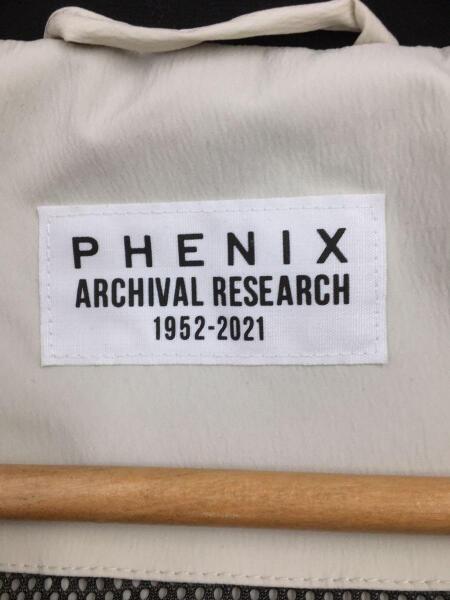 PHENIX
ARCHIVAL RESEARCH
1952-2021